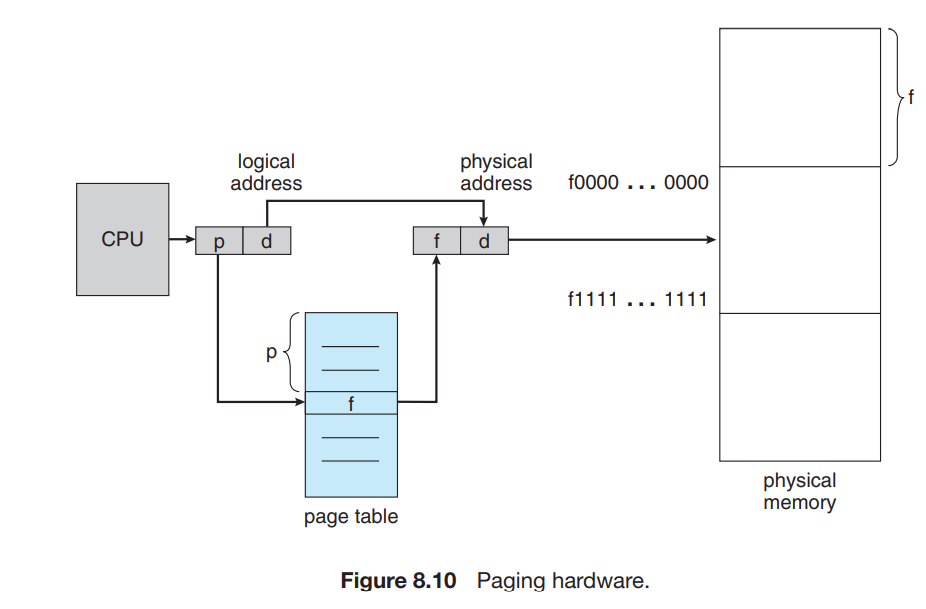 f
logical
address
physical
address
f0000 ... 0000
CPU
p
d
f
d
f1111 ... 1111
p
f
page table
physical
memory
Figure 8.10 Paging hardware.